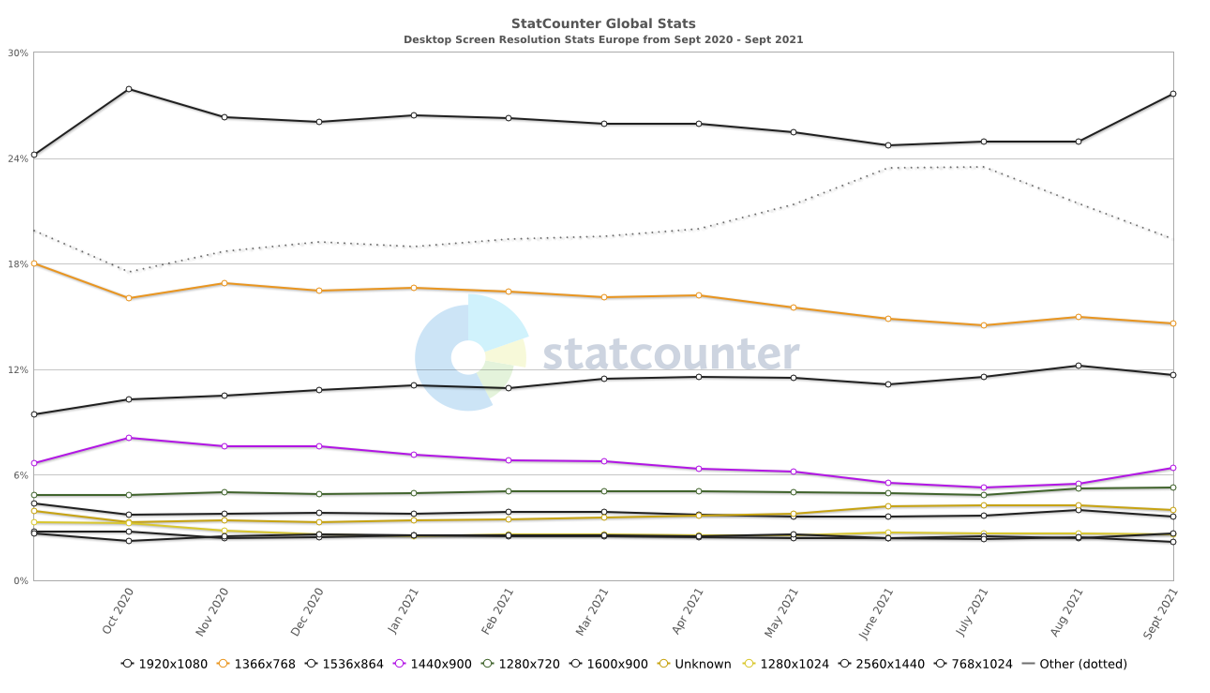 StatCounter Global Stats
Desktop Screen Resolution Stats Europe from Sept 2020 - Sept 2021
30%
24%
18%
12%
6%
0%
statcounter
Oct 2020
Nov 2020
Dec 2020
Jan 2021
Feb 2021
Mar 2021
Apr 2021
May 2021
June 2021
July 2021
Aug 2021
Sept 2021
1920x1080 1366x768 1536x864 1440x900 1280x720 1600x900 Unknown 1280x1024 2560x1440 768x1024 Other (dotted)